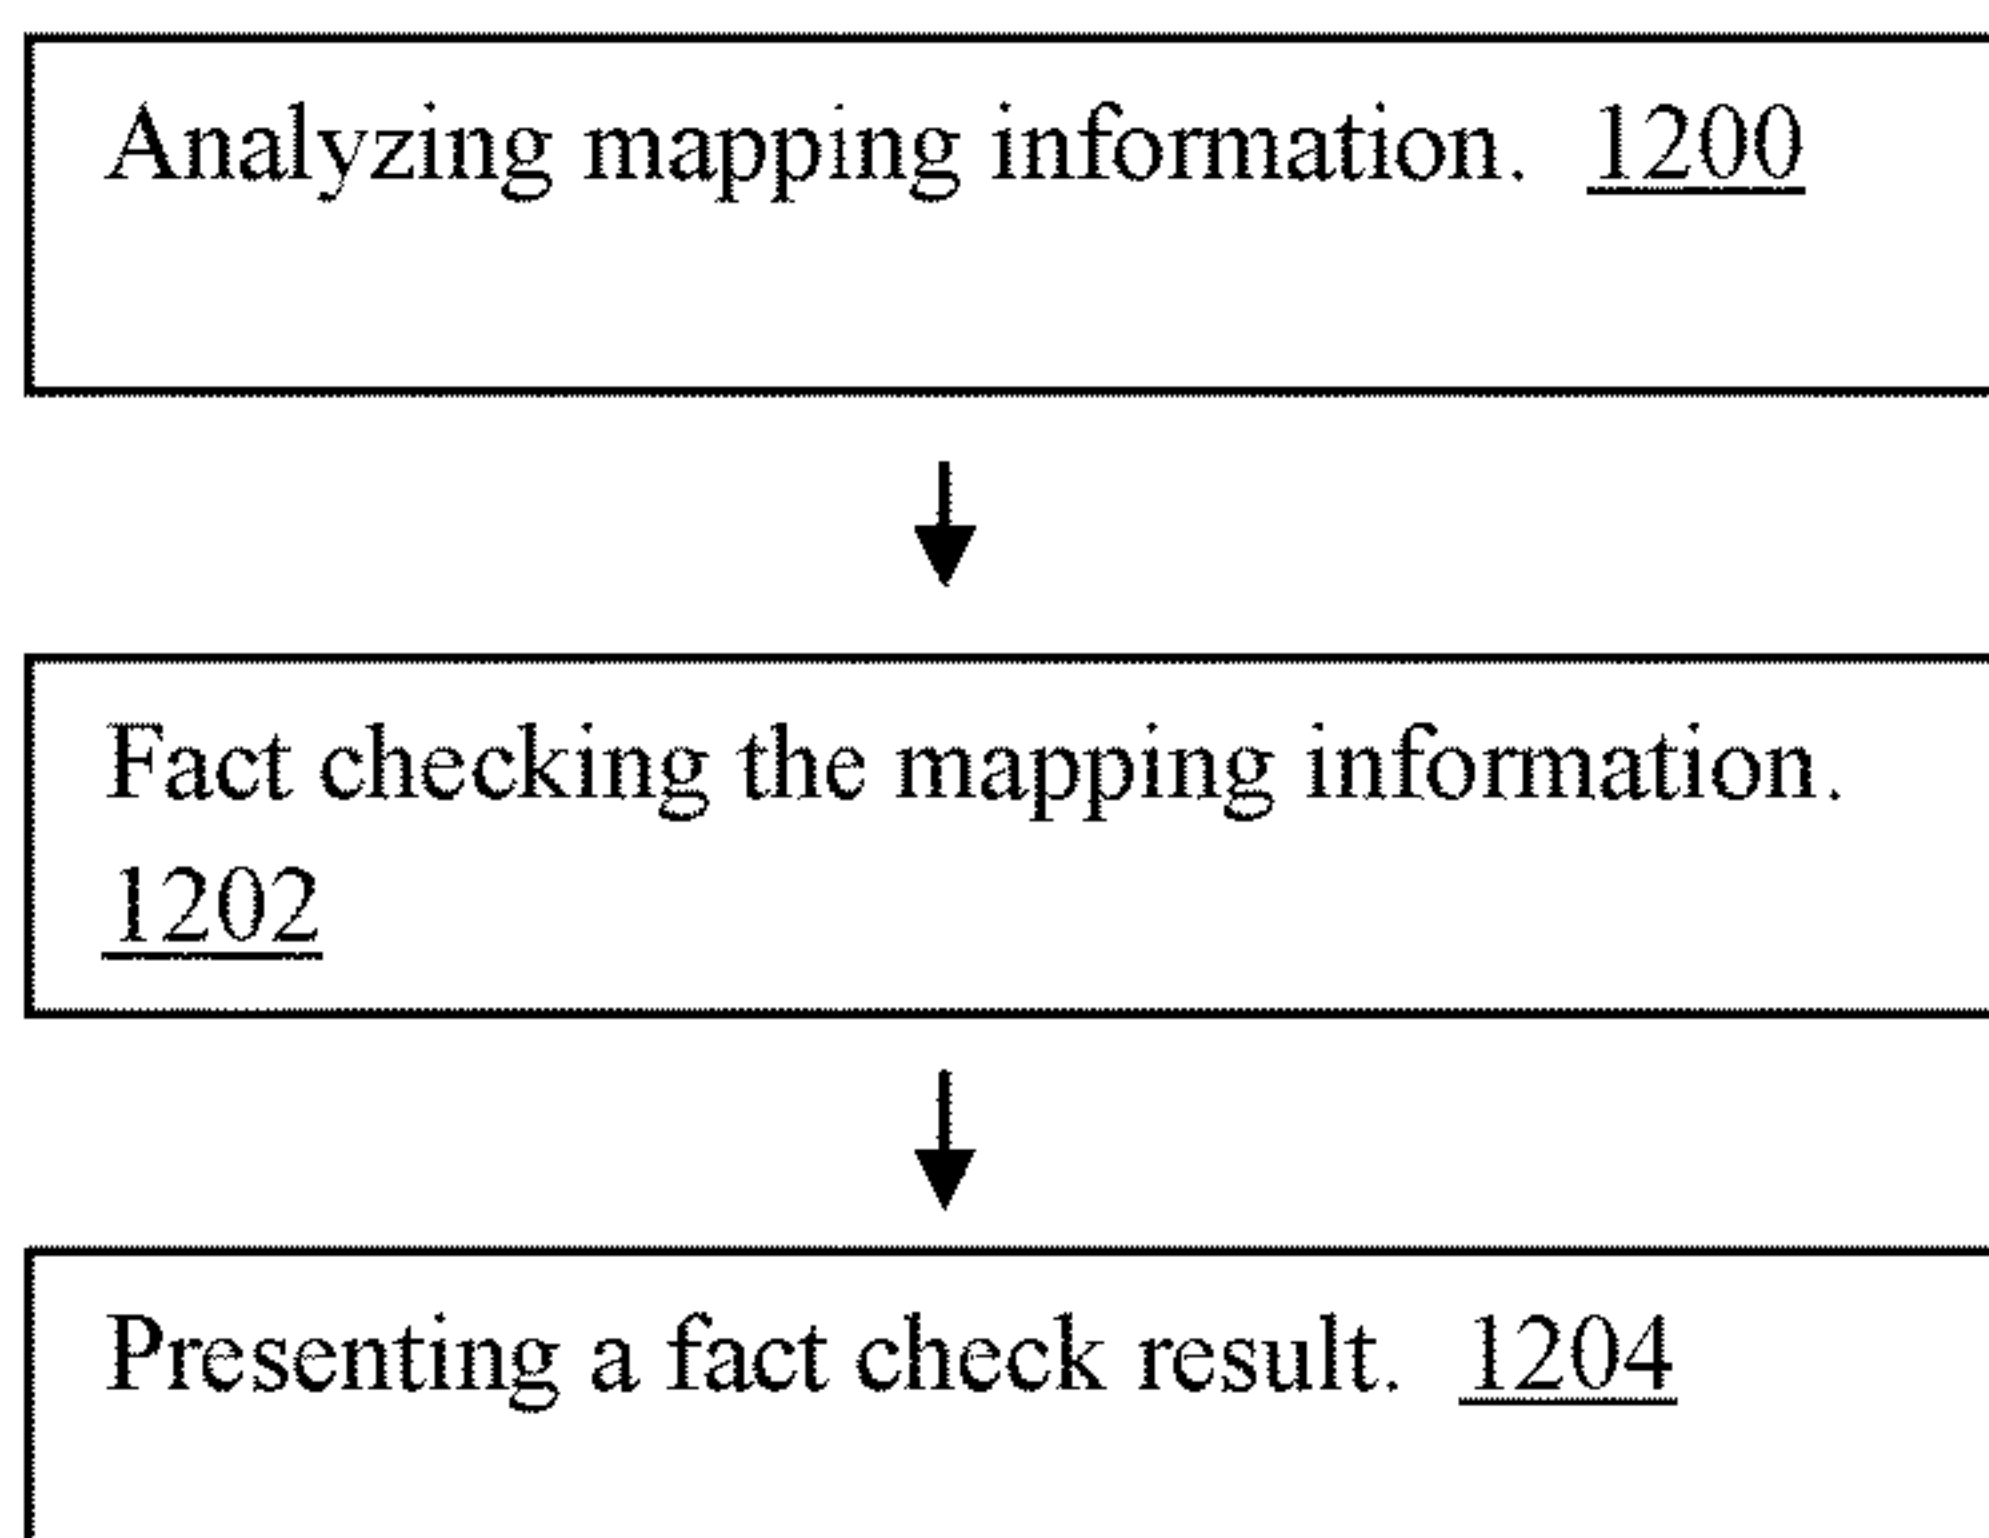 Analyzing mapping information. 1200
Fact checking the mapping information.
1202
Presenting a fact check result. 1204